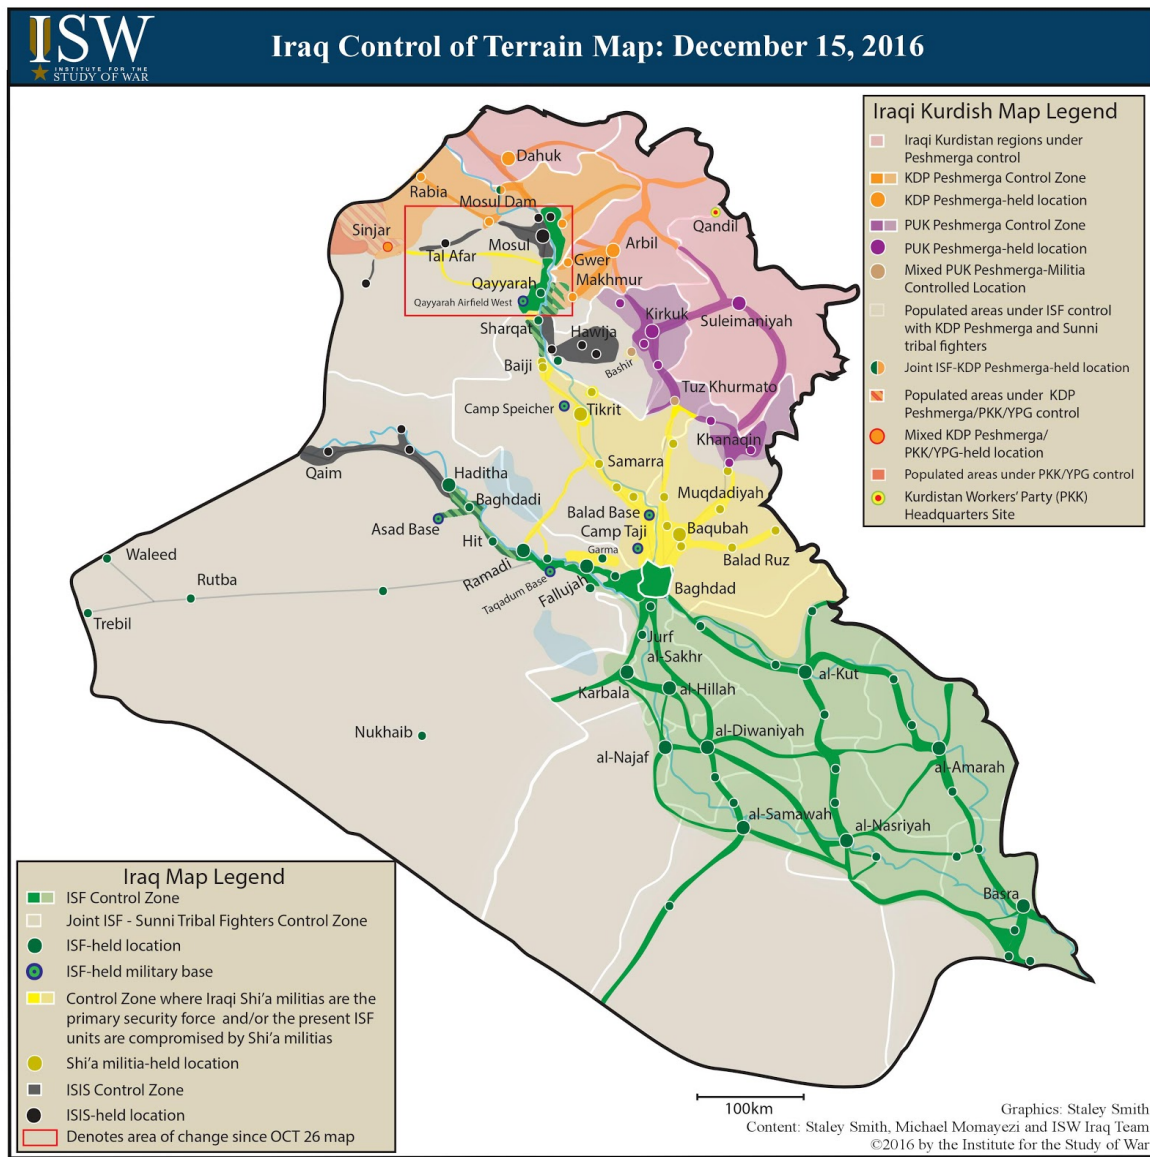 ISW
INSTITUTE FOR THE
STUDY OF WAR
Iraq Control of Terrain Map: December 15, 2016
Iraqi Kurdish Map Legend
Iraqi Kurdistan regions under
Peshmerga control
KDP Peshmerga Control Zone
KDP Peshmerga-held location
PUK Peshmerga Control Zone
PUK Peshmerga-held location
Mixed PUK Peshmerga-Militia
Controlled Location
Populated areas under ISF control
with KDP Peshmerga and Sunni
tribal fighters
Joint ISF-KDP Peshmerga-held location
Populated areas under KDP
Peshmerga/PKK/YPG control
Mixed KDP Peshmerga/
PKK/YPG-held location
Populated areas under PKK/YPG control
Kurdistan Workers' Party (PKK)
Headquarters Site
Dahuk
Rabia
Mosul Dam
Sinjar
Mosul
Tal Afar
Arbil
Qandil
Gwer
Makhmur
Qayyarah
Qayyarah Airfield West
Sharqat
Hawija
Kirkuk
Suleimaniyah
Bashir
Baiji
Tuz Khurmato
Camp Speicher
Tikrit
Khanaqin
Qaim
Haditha
Samarra
Baghdadi
Muqdadiyah
Asad Base
Balad Base
Camp Taji
Baqubah
Hit
Garma
Balad Ruz
Ramadi
Taqadum Base
Fallujah
Baghdad
Waleed
Rutba
Trebil
Jurf
al-Sakhr
Karbala
al-Hillah
al-Kut
Nukhaib
al-Najaf
al-Diwaniyah
al-Amarah
al-Samawah
al-Nasriyah
Basra
Iraq Map Legend
ISF Control Zone
Joint ISF - Sunni Tribal Fighters Control Zone
ISF-held location
ISF-held military base
Control Zone where Iraqi Shi'a militias are the
primary security force and/or the present ISF
units are compromised by Shi'a militias
Shi'a militia-held location
ISIS Control Zone
ISIS-held location
Denotes area of change since OCT 26 map
100km
Graphics: Staley Smith
Content: Staley Smith, Michael Momayezi and ISW Iraq Team
©2016 by the Institute for the Study of War